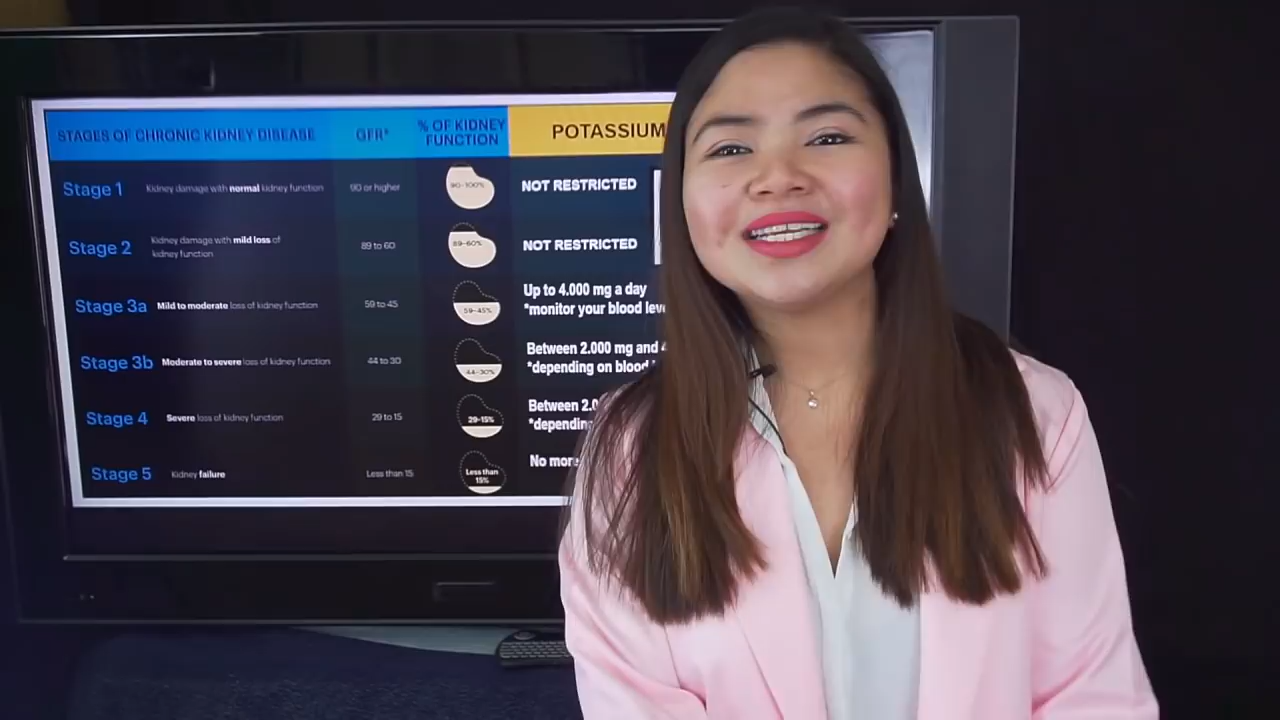 STAGES OF CHRONIC KIDNEY DISEASE GFR* % OF KIDNEY FUNCTION POTASSIUM
Stage 1 Kidney damage with normal kidney function 90 or higher 90-100% NOT RESTRICTED
Stage 2 Kidney damage with mild loss of kidney function 89 to 60 89-60% NOT RESTRICTED
Stage 3a Mild to moderate loss of kidney function 59 to 45 59-45% Up to 4.000 mg a day
*monitor your blood
Stage 3b Moderate to severe loss of kidney function 44 to 30 44-30% Between 2.000 mg and
*depending on blood
Stage 4 Severe loss of kidney function 29 to 15 29-15% Between
Stage 5 Kidney failure Less than 15 Less than 15% No